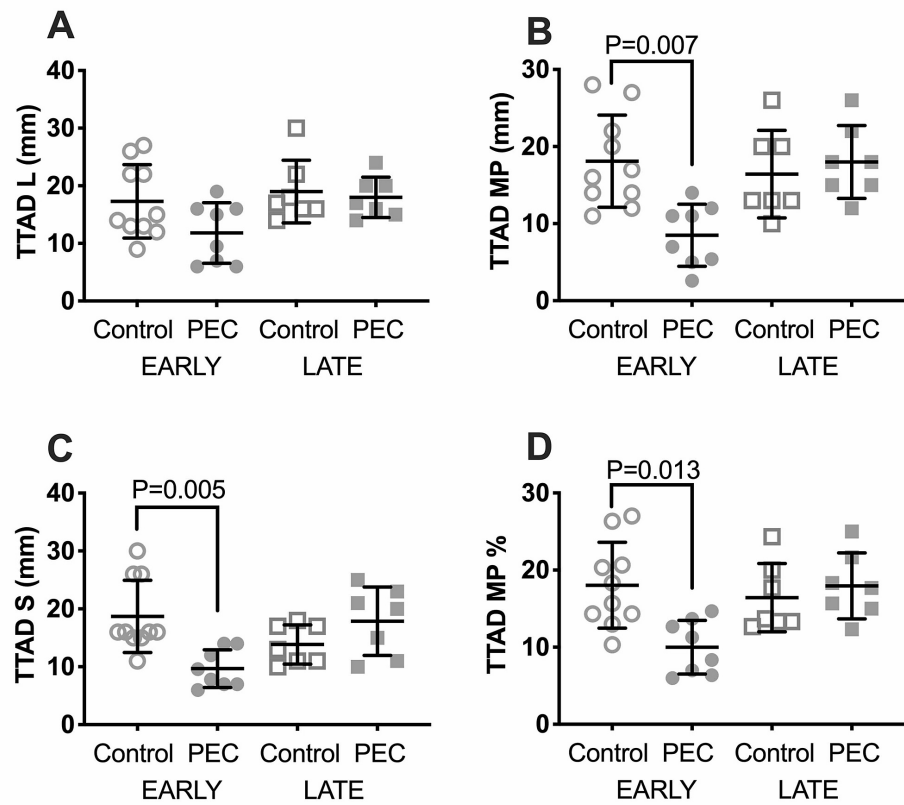 A
TTAD L (mm)
40
30
20
10
0
Control PEC Control PEC
EARLY LATE
B
P=0.007
TTAD MP (mm)
30
20
10
0
Control PEC Control PEC
EARLY LATE
C
P=0.005
TTAD S (mm)
40
30
20
10
0
Control PEC Control PEC
EARLY LATE
D
P=0.013
TTAD MP %
30
20
10
0
Control PEC Control PEC
EARLY LATE